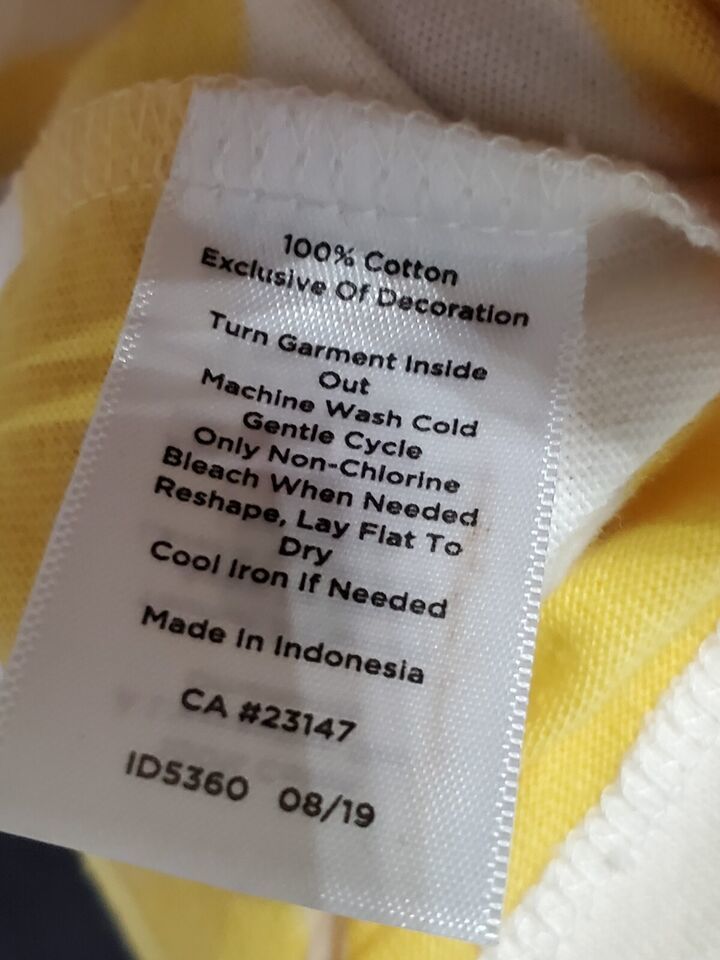 100% Cotton
Exclusive Of Decoration
Turn Garment Inside
Out
Machine Wash Cold
Gentle Cycle
Only Non-Chlorine
Bleach When Needed
Reshape, Lay Flat To
Dry
Cool Iron If Needed
Made In Indonesia
CA #23147
ID5360 08/19